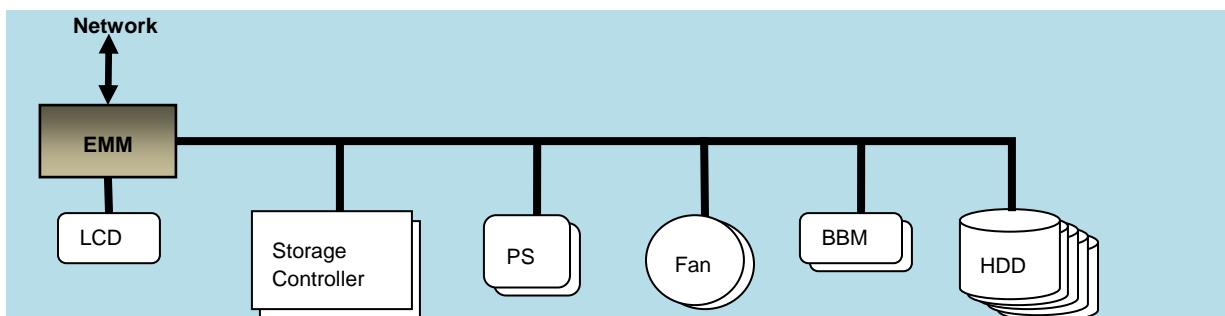 Network
EMM
LCD
Storage
Controller
PS
Fan
BBM
HDD